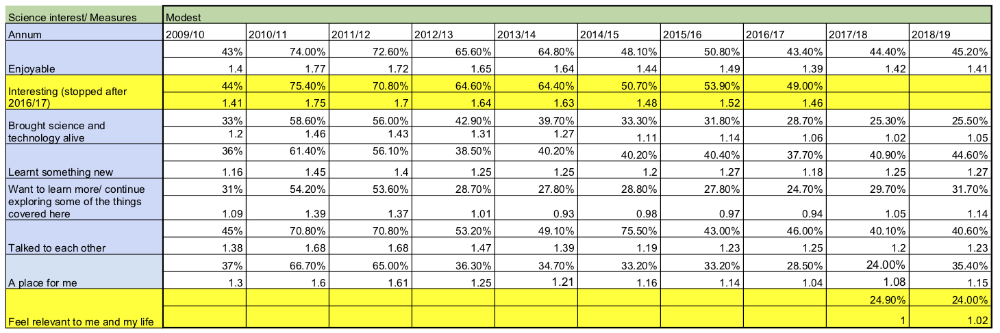 Science interest/ Measures Modest
Annum 2009/10 2010/11 2011/12 2012/13 2013/14 2014/15 2015/16 2016/17 2017/18 2018/19
43% 74.00% 72.60% 65.60% 64.80% 48.10% 50.80% 43.40% 44.40% 45.20%
Enjoyable 1.4 1.77 1.72 1.65 1.64 1.44 1.49 1.39 1.42 1.41
Interesting (stopped after 44% 75.40% 70.80% 64.60% 64.40% 50.70% 53.90% 49.00%
2016/17) 1.41 1.75 1.7 1.64 1.63 1.48 1.52 1.46
Brought science and 33% 58.60% 56.00% 42.90% 39.70% 33.30% 31.80% 28.70% 25.30% 25.50%
technology alive 1.2 1.46 1.43 1.31 1.27 1.11 1.14 1.06 1.02 1.05
36% 61.40% 56.10% 38.50% 40.20% 40.20% 40.40% 37.70% 40.90% 44.60%
Learnt something new 1.16 1.45 1.4 1.25 1.25 1.2 1.27 1.18 1.25 1.27
Want to learn more/ continue 31% 54.20% 53.60% 28.70% 27.80% 28.80% 27.80% 24.70% 29.70% 31.70%
exploring some of the things
covered here 1.09 1.39 1.37 1.01 0.93 0.98 0.97 0.94 1.05 1.14
45% 70.80% 70.80% 53.20% 49.10% 75.50% 43.00% 46.00% 40.10% 40.60%
Talked to each other 1.38 1.68 1.68 1.47 1.39 1.19 1.23 1.25 1.2 1.23
37% 66.70% 65.00% 36.30% 34.70% 33.20% 33.20% 28.50% 24.00% 35.40%
A place for me 1.3 1.6 1.61 1.25 1.21 1.16 1.14 1.04 1.08 1.15
24.90% 24.00%
Feel relevant to me and my life 1 1.02